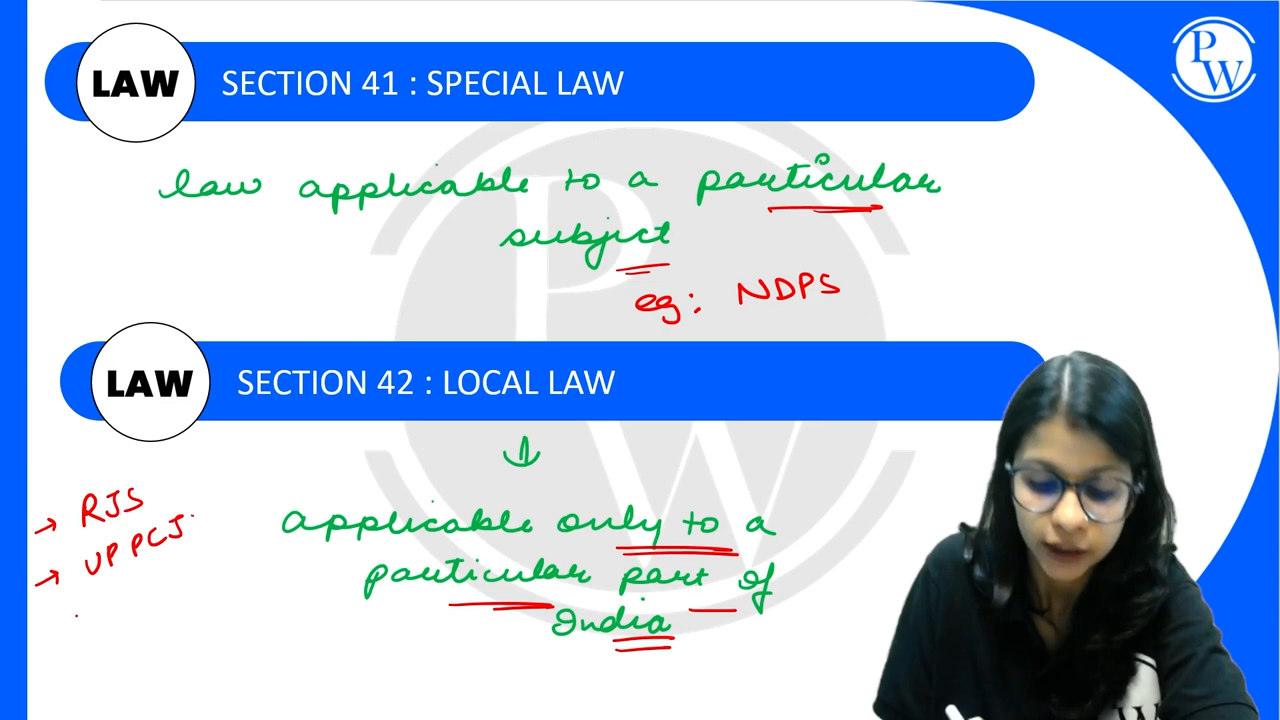 PW
LAW SECTION 41 : SPECIAL LAW
law applicable to a particular
subject
eg: NDPS
LAW SECTION 42 : LOCAL LAW
→ RJS
→ UPPCJ.
applicable only to a
particular part of
India
PW
W